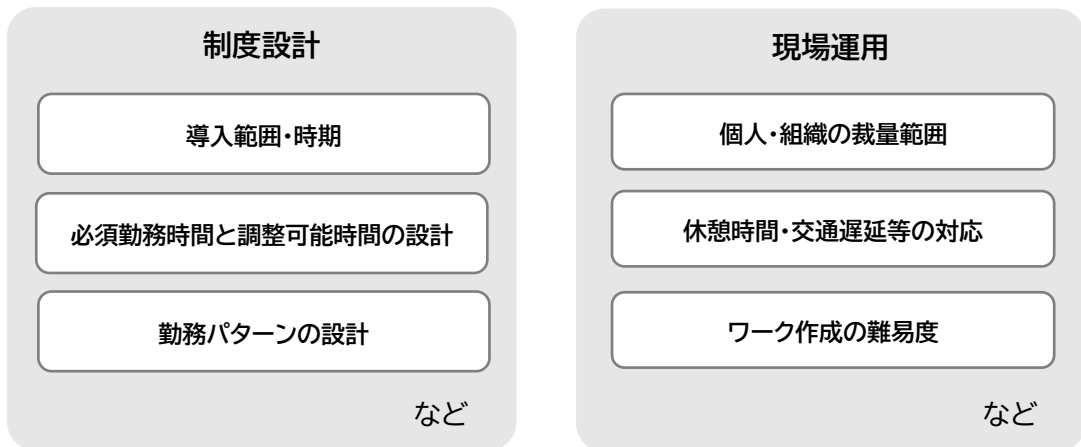 制度設計
導入範囲・時期
必須勤務時間と調整可能時間の設計
勤務パターンの設計
など
現場運用
個人・組織の裁量範囲
休憩時間・交通遅延等の対応
ワーク作成の難易度
など